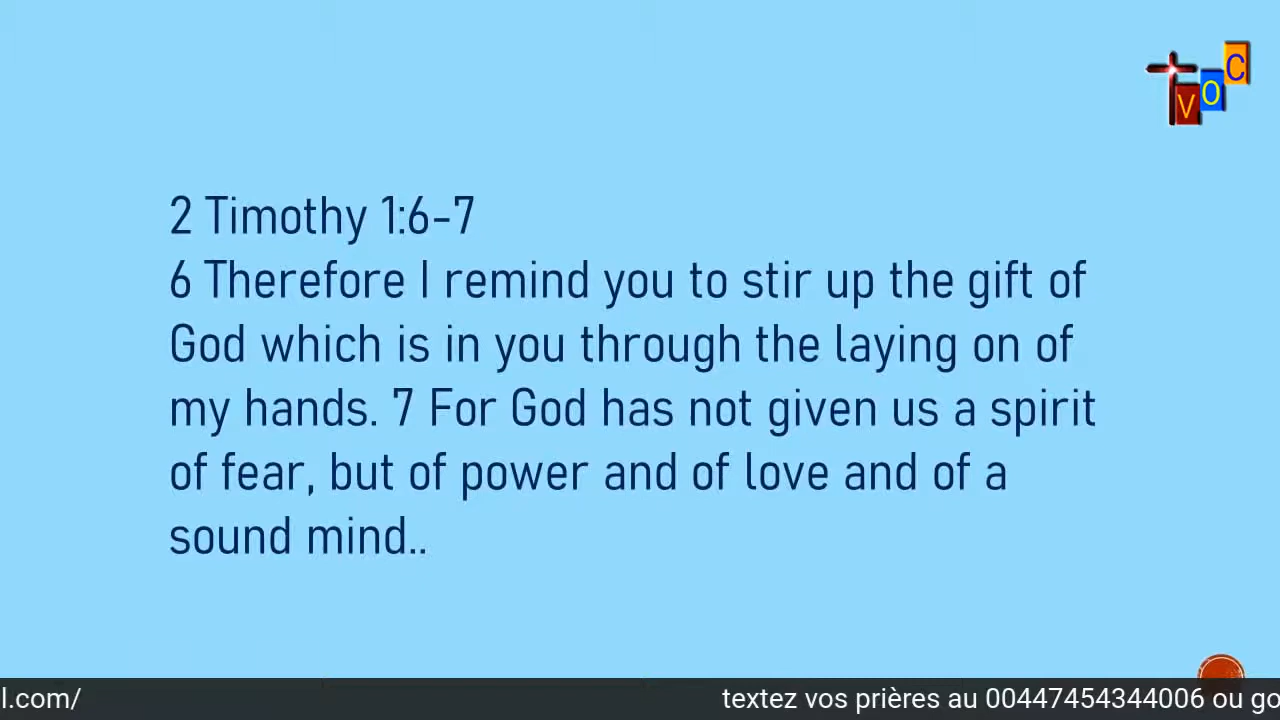 VOC
2 Timothy 1:6-7
6 Therefore I remind you to stir up the gift of
God which is in you through the laying on of
my hands. 7 For God has not given us a spirit
of fear, but of power and of love and of a
sound mind..
l.com/ textez vos prières au 00447454344006 ou go